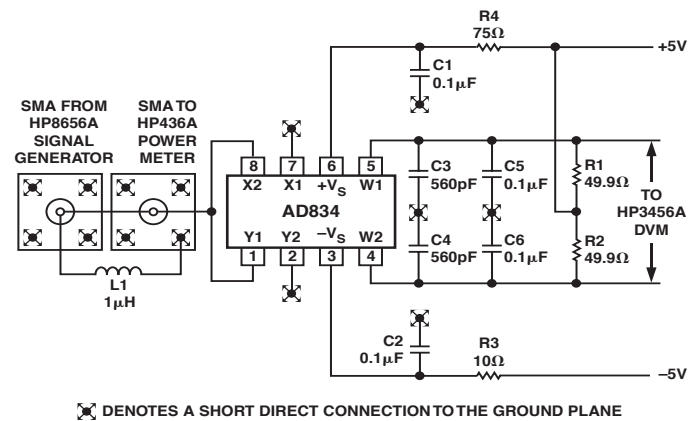 R4
75Ω
+5V
C1
0.1µF
SMA FROM
HP8656A
SIGNAL
GENERATOR
SMA TO
HP436A
POWER
METER
8
7
6
5
X2
X1
+VS
W1
AD834
Y1
Y2
–VS
W2
1
2
3
4
C3
560pF
C5
0.1µF
R1
49.9Ω
TO
HP3456A
DVM
C4
560pF
C6
0.1µF
R2
49.9Ω
L1
1µH
C2
0.1µF
R3
10Ω
–5V
DENOTES A SHORT DIRECT CONNECTION TO THE GROUND PLANE